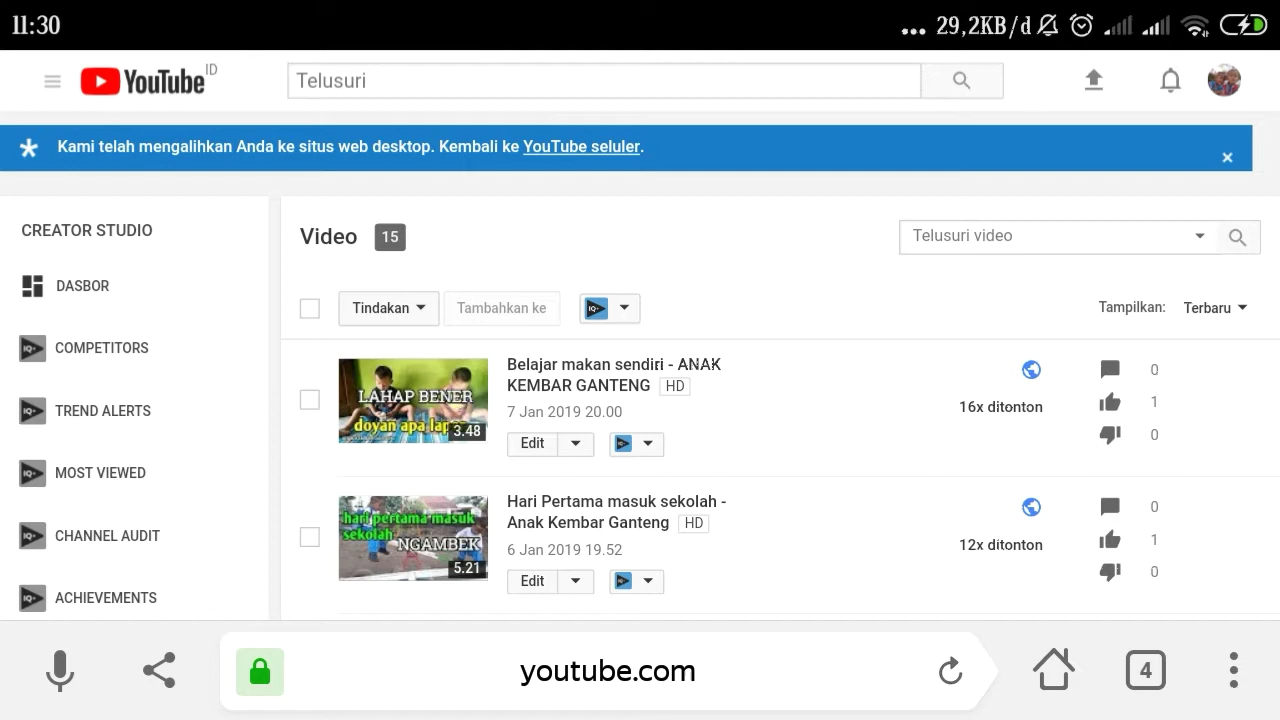 11:30
... 29,2KB/d
YouTube ID
Telusuri
Kami telah mengalihkan Anda ke situs web desktop. Kembali ke YouTube seluler.
CREATOR STUDIO
DASBOR
COMPETITORS
TREND ALERTS
MOST VIEWED
CHANNEL AUDIT
ACHIEVEMENTS
Video 15
Telusuri video
Tindakan
Tambahkan ke
IQ+
Tampilkan: Terbaru
LAHAP BENER
3.48
Belajar makan sendiri - ANAK
KEMBAR GANTENG HD
7 Jan 2019 20.00
Edit
16x ditonton
0
1
0
hari pertama masuk
sekolah
NGAMBEK
5.21
Hari Pertama masuk sekolah -
Anak Kembar Ganteng HD
6 Jan 2019 19.52
Edit
12x ditonton
0
1
0
youtube.com
4